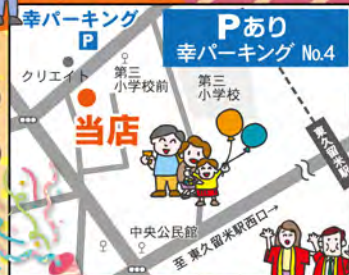 幸パーキング
P
Pあり
幸パーキング No.4
クリエイト
第三
小学校前
第三
小学校
当店
東久留米駅
中央公民館
至 東久留米駅西口→